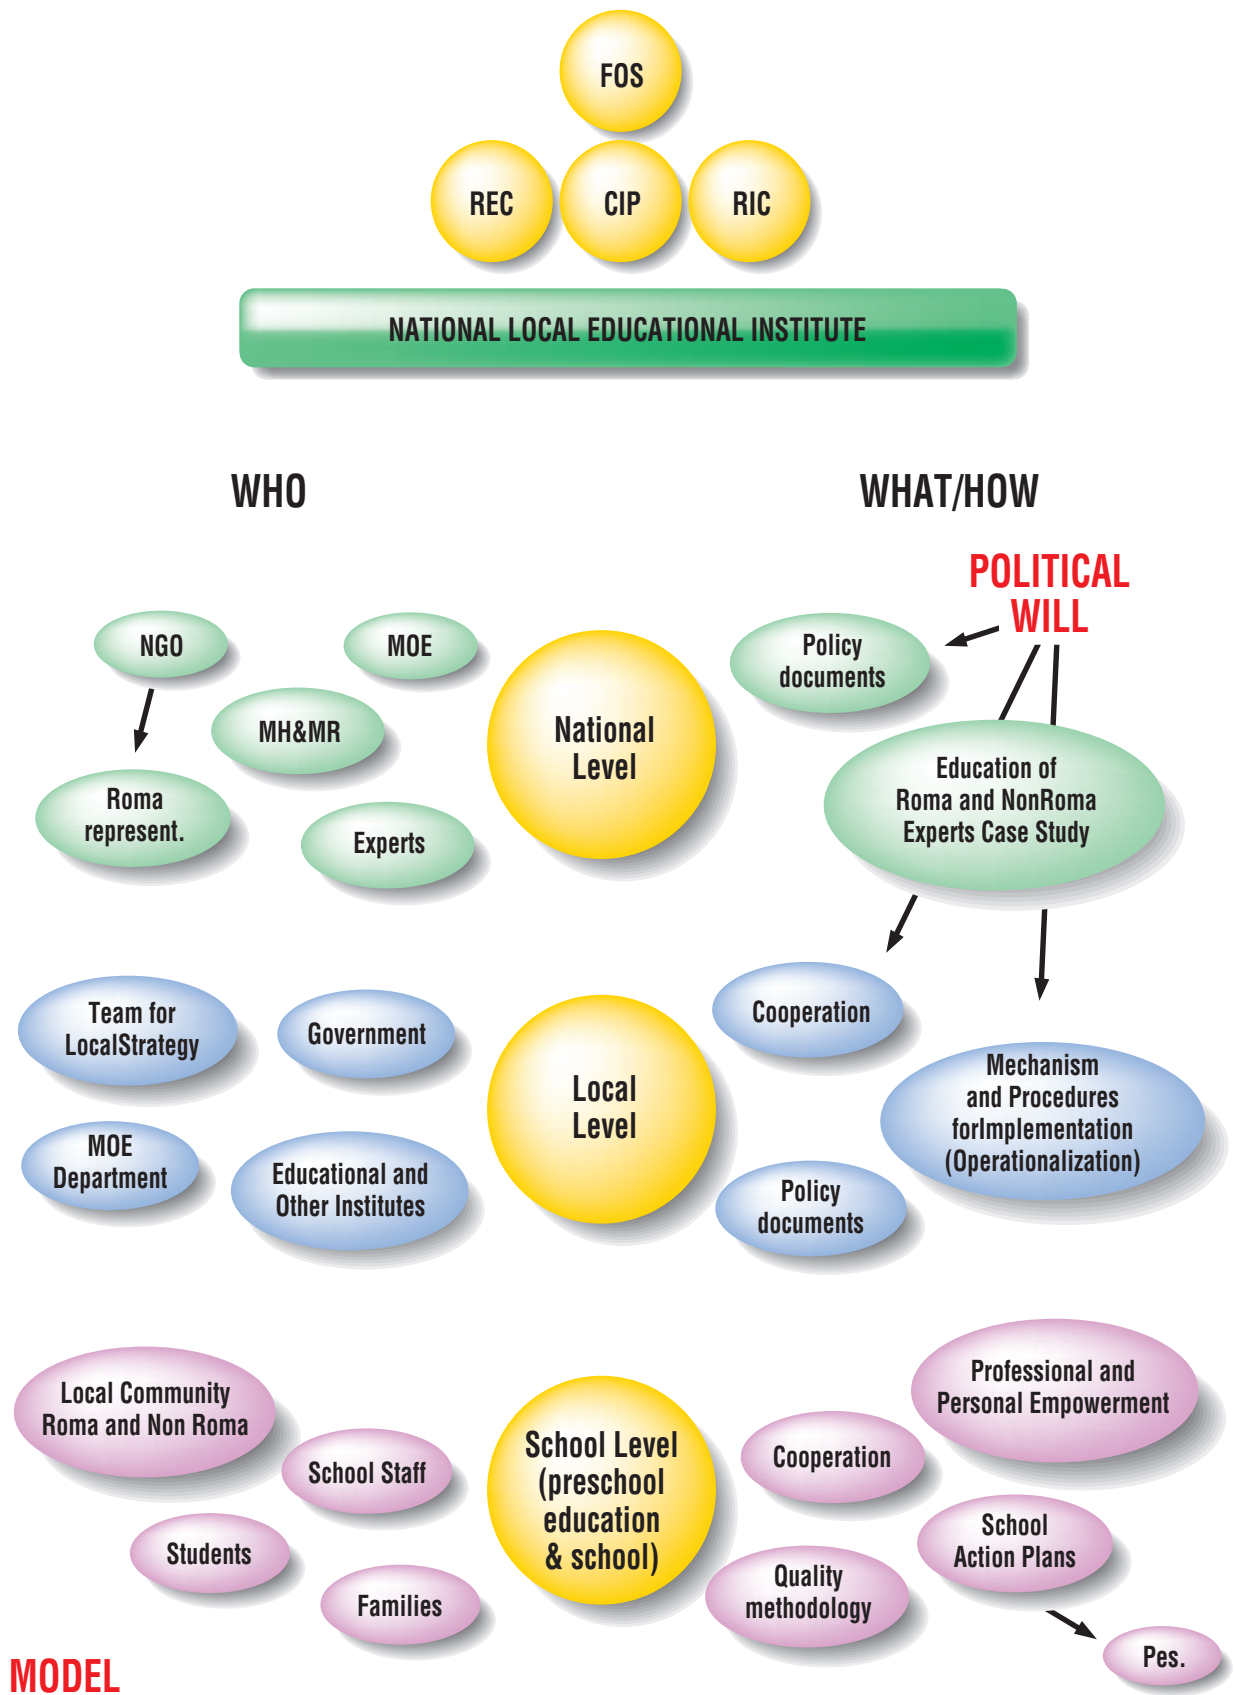 FOS
REC
CIP
RIC
NATIONAL LOCAL EDUCATIONAL INSTITUTE
WHO
WHAT/HOW
POLITICAL
WILL
NGO
MOE
MH&MR
Roma
represent.
Experts
National
Level
Policy
documents
Education of
Roma and NonRoma
Experts Case Study
Team for
LocalStrategy
Government
MOE
Department
Educational and
Other Institutes
Local
Level
Cooperation
Mechanism
and Procedures
forImplementation
(Operationalization)
Policy
documents
Local Community
Roma and Non Roma
School Staff
Students
Families
School Level
(preschool
education
& school)
Professional and
Personal Empowerment
Cooperation
School
Action Plans
Quality
methodology
Pes.
MODEL